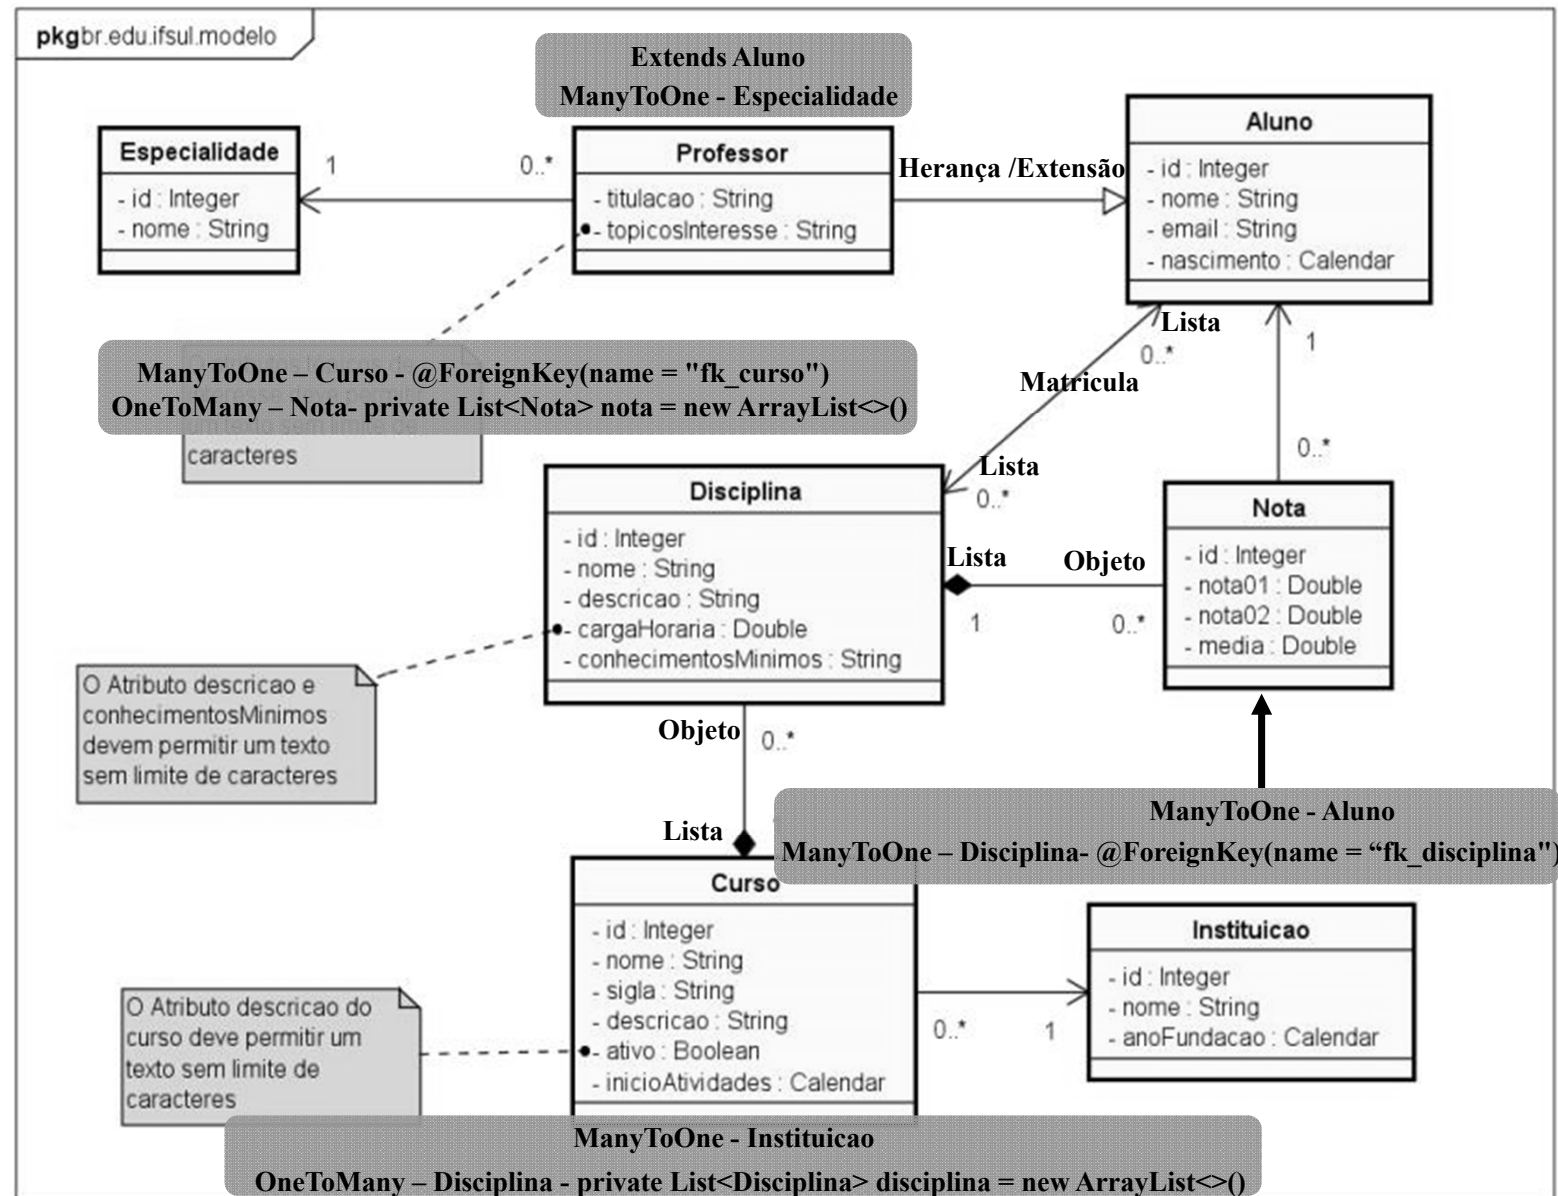 pkgbr.edu.ifsul.modelo
Extends Aluno
ManyToOne - Especialidade
Especialidade
- id : Integer
- nome : String
1
0..*
Professor
- titulacao : String
- topicosInteresse : String
Herança /Extensão
Aluno
- id : Integer
- nome : String
- email : String
- nascimento : Calendar
ManyToOne – Curso - @ForeignKey(name = "fk_curso")
OneToMany – Nota- private List<Nota> nota = new ArrayList<>()
um texto sem limite de
caracteres
Lista
0..*
Matricula
Lista
0..*
1
0..*
Disciplina
- id : Integer
- nome : String
- descricao : String
- cargaHoraria : Double
- conhecimentosMinimos : String
Lista
Objeto
1
0..*
Nota
- id : Integer
- nota01 : Double
- nota02 : Double
- media : Double
O Atributo descricao e
conhecimentosMinimos
devem permitir um texto
sem limite de caracteres
Objeto
0..*
Lista
ManyToOne - Aluno
ManyToOne – Disciplina- @ForeignKey(name = “fk_disciplina")
Curso
- id : Integer
- nome : String
- sigla : String
- descricao : String
- ativo : Boolean
- inicioAtividades : Calendar
0..*
1
Instituicao
- id : Integer
- nome : String
- anoFundacao : Calendar
O Atributo descricao do
curso deve permitir um
texto sem limite de
caracteres
ManyToOne - Instituicao
OneToMany – Disciplina - private List<Disciplina> disciplina = new ArrayList<>()